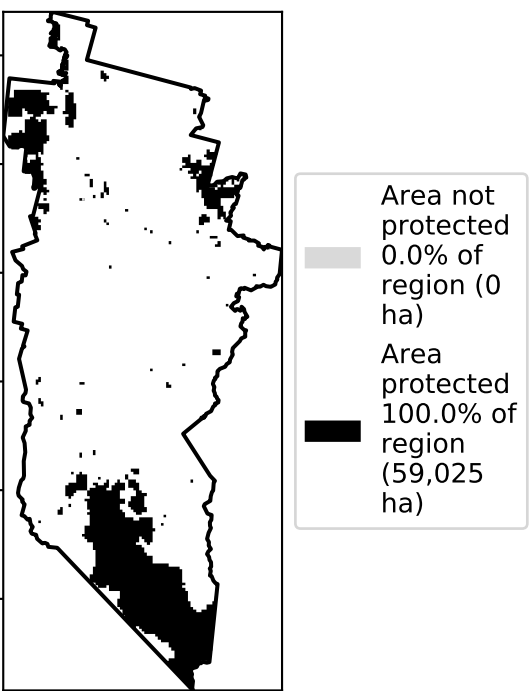 Area not
protected
0.0% of
region (0
ha)
Area
protected
100.0% of
region
(59,025
ha)